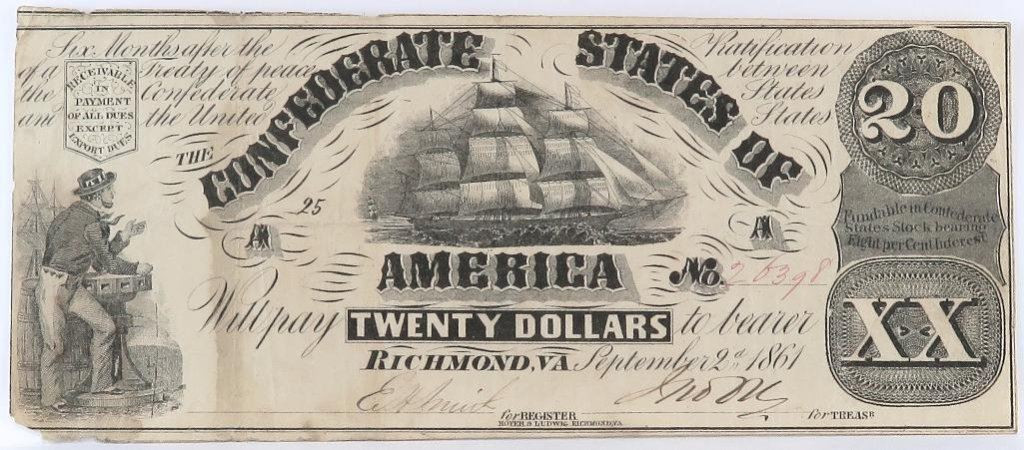 Six Months after the Ratification
of a Treaty of peace between
the Confederate States
and the United States
RECEIVABLE
IN
PAYMENT
OF ALL DUES
EXCEPT
EXPORT DUES
THE CONFEDERATE STATES OF
AMERICA
25
A A
No 26398
20
Fundable in Confederate
States Stock bearing
Eight per Cent Interest
XX
Will pay TWENTY DOLLARS to bearer
RICHMOND, VA September 2d 1861
for REGISTER for TREASR
HOYER & LUDWIG RICHMOND, VA